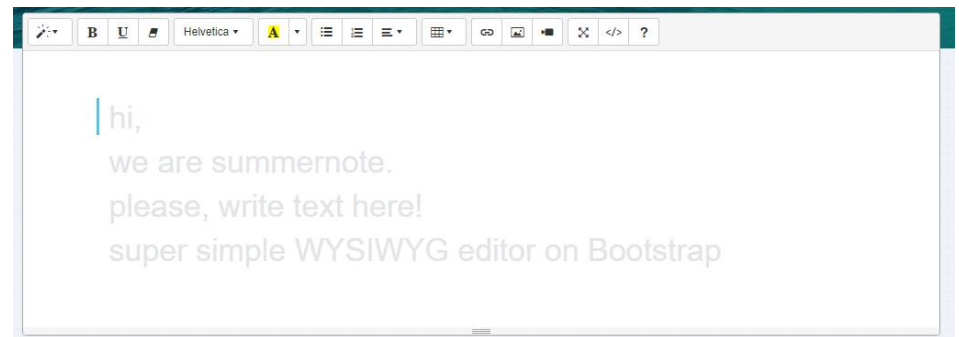 B U Helvetica A </> ?
hi,
we are summernote.
please, write text here!
super simple WYSIWYG editor on Bootstrap